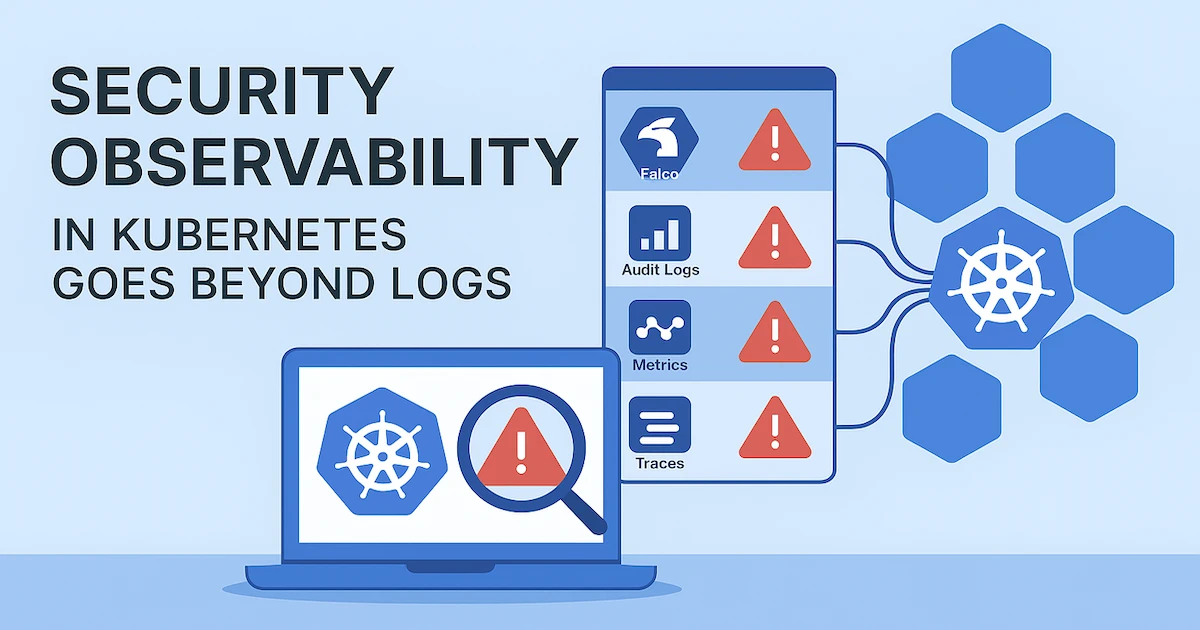 SECURITY
OBSERVABILITY
IN KUBERNETES
GOES BEYOND LOGS
Falco
Audit Logs
Metrics
Traces